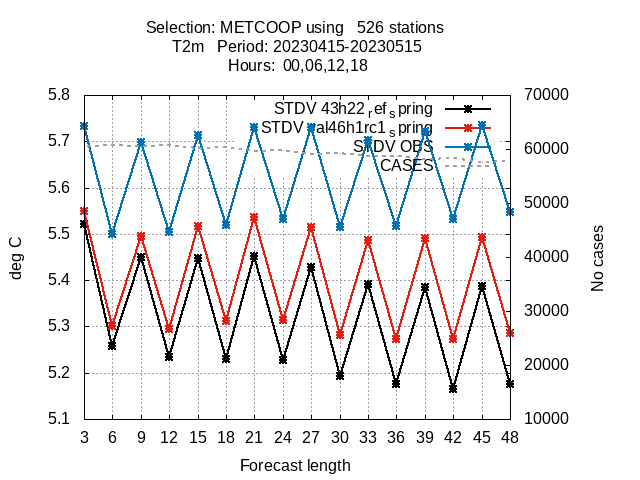 Selection: METCOOP using   526 stations
T2m   Period: 20230415-20230515
Hours: 00,06,12,18
STDV 43h22_ref_spring
STDV val46h1rc1_spring
STDV OBS
CASES
5.8
5.7
5.6
5.5
5.4
5.3
5.2
5.1
deg C
70000
60000
50000
40000
30000
20000
10000
No cases
3 6 9 12 15 18 21 24 27 30 33 36 39 42 45 48
Forecast length